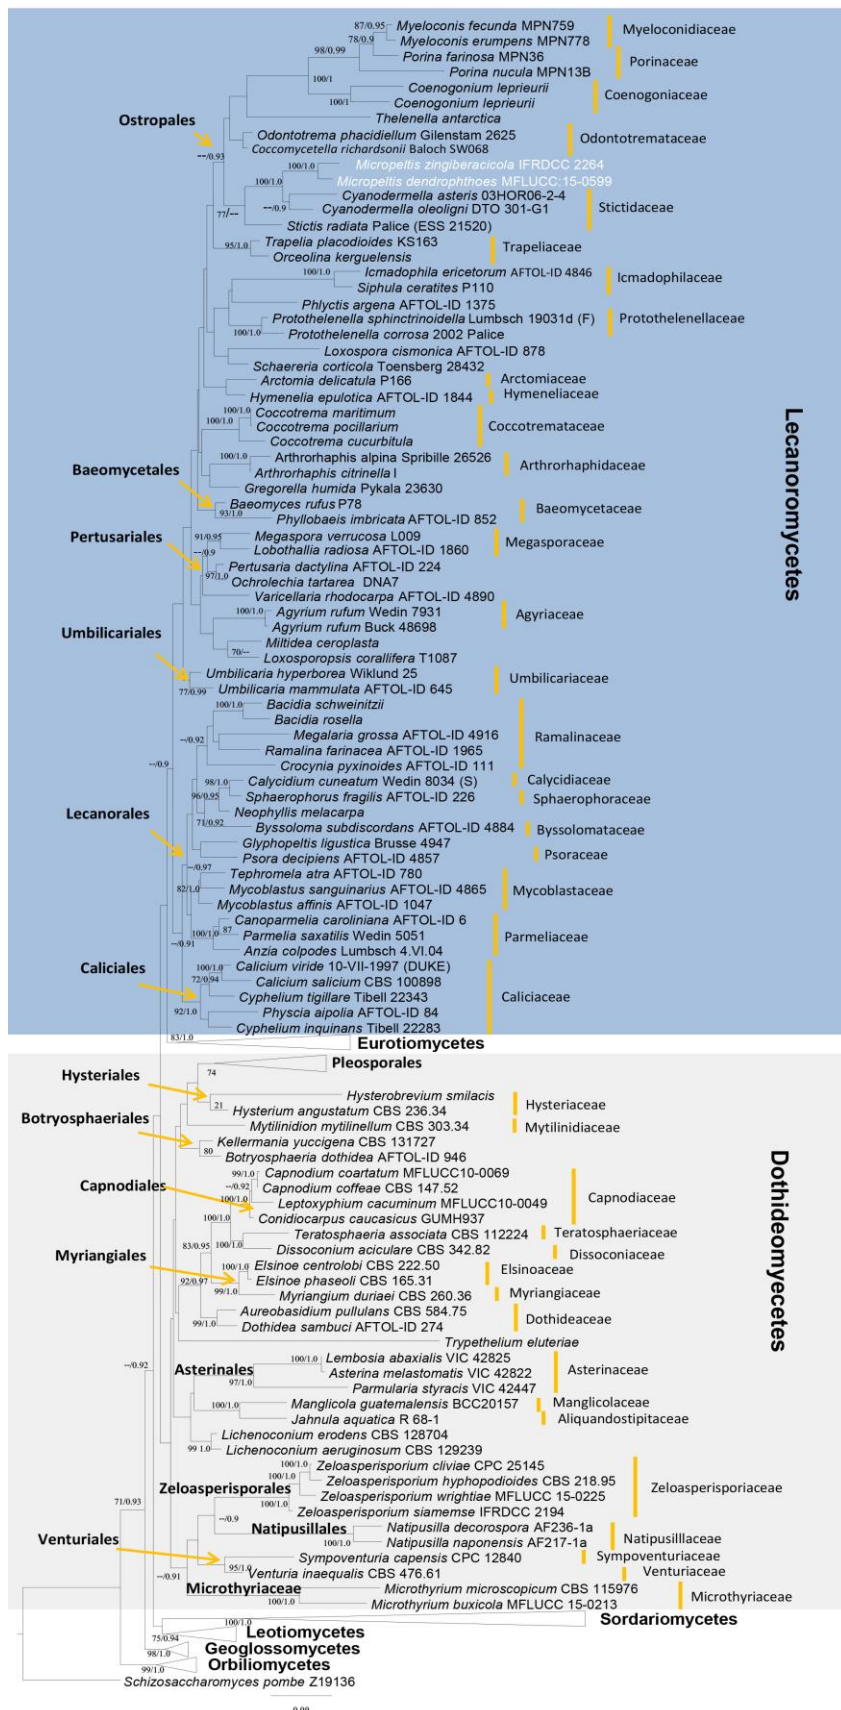 87/0.95
Myeloconis fecunda MPN759
78/0.9
Myeloconis erumpens MPN778
Myeloconidiaceae
98/0.99
Porina farinosa MPN36
Porina nucula MPN13B
Porinaceae
100/1
Coenogonium leprieurii
100/1
Coenogonium leprieurii
Coenogoniaceae
Thelenella antarctica
Ostropales
Odontotrema phacidiellum Gilenstam 2625
Coccomycetella richardsonii Baloch SW068
Odontotremataceae
--/0.93
100/1.0
Micropeltis zingiberacicola IFRDCC 2264
100/1.0
Micropeltis dendrophthoes MFLUCC:15-0599
Cyanodermella asteris 03HOR06-2-4
--/0.9
Cyanodermella oleoligni DTO 301-G1
Stictidaceae
77/--
Stictis radiata Palice (ESS 21520)
95/1.0
Trapelia placodioides KS163
Orceolina kerguelensis
Trapeliaceae
100/1.0
Icmadophila ericetorum AFTOL-ID 4846
Siphula ceratites P110
Icmadophilaceae
Phlyctis argena AFTOL-ID 1375
Protothelenella sphinctrinoidella Lumbsch 19031d (F)
100/1.0
Protothelenella corrosa 2002 Palice
Protothelenellaceae
Loxospora cismonica AFTOL-ID 878
Schaereria corticola Toensberg 28432
Arctomia delicatula P166
Arctomiaceae
Hymenelia epulotica AFTOL-ID 1844
Hymeneliaceae
100/1.0
Coccotrema maritimum
100/1.0
Coccotrema pocillarium
Coccotrema cucurbitula
Coccotremataceae
Lecanoromycetes
100/1.0
Arthrorhaphis alpina Spribille 26526
Arthrorhaphis citrinella I
Arthrorhaphidaceae
Baeomycetales
Gregorella humida Pykala 23630
Baeomyces rufus P78
93/1.0
Phyllobaeis imbricata AFTOL-ID 852
Baeomycetaceae
Pertusariales
91/0.95
Megaspora verrucosa L009
--/0.9
Lobothallia radiosa AFTOL-ID 1860
Megasporaceae
Pertusaria dactylina AFTOL-ID 224
97/1.0
Ochrolechia tartarea DNA7
Varicellaria rhodocarpa AFTOL-ID 4890
100/1.0
Agyrium rufum Wedin 7931
Agyrium rufum Buck 48698
Agyriaceae
Umbilicariales
Miltidea ceroplasta
70/--
Loxosporopsis corallifera T1087
Umbilicaria hyperborea Wiklund 25
77/0.99
Umbilicaria mammulata AFTOL-ID 645
Umbilicariaceae
100/1.0
Bacidia schweinitzii
Bacidia rosella
--/0.92
Megalaria grossa AFTOL-ID 4916
Ramalina farinacea AFTOL-ID 1965
Crocynia pyxinoides AFTOL-ID 111
Ramalinaceae
--/0.9
98/1.0
Calycidium cuneatum Wedin 8034 (S)
Calycidiaceae
96/0.95
Sphaerophorus fragilis AFTOL-ID 226
Sphaerophoraceae
Neophyllis melacarpa
Lecanorales
71/0.92
Byssoloma subdiscordans AFTOL-ID 4884
Byssolomataceae
Glyphopeltis ligustica Brusse 4947
Psora decipiens AFTOL-ID 4857
Psoraceae
--/0.97
Tephromela atra AFTOL-ID 780
82/1.0
Mycoblastus sanguinarius AFTOL-ID 4865
Mycoblastus affinis AFTOL-ID 1047
Mycoblastaceae
Canoparmelia caroliniana AFTOL-ID 6
100/1.0
87
Parmelia saxatilis Wedin 5051
--/0.91
Anzia colpodes Lumbsch 4.VI.04
Parmeliaceae
Caliciales
100/1.0
Calicium viride 10-VII-1997 (DUKE)
72/0.94
Calicium salicium CBS 100898
Cyphelium tigillare Tibell 22343
92/1.0
Physcia aipolia AFTOL-ID 84
Cyphelium inquinans Tibell 22283
Caliciaceae
83/1.0
Eurotiomycetes
Pleosporales
74
Hysteriales
Hysterobrevium smilacis
21
Hysterium angustatum CBS 236.34
Hysteriaceae
Botryosphaeriales
Mytilinidion mytilinellum CBS 303.34
Mytilinidiaceae
Kellermania yuccigena CBS 131727
80
Botryosphaeria dothidea AFTOL-ID 946
99/1.0
Capnodium coartatum MFLUCC10-0069
--/0.92
Capnodium coffeae CBS 147.52
Capnodiales
100/1.0
Leptoxyphium cacuminum MFLUCC10-0049
Conidiocarpus caucasicus GUMH937
Capnodiaceae
Dothideomyecetes
100/1.0
Teratosphaeria associata CBS 112224
Teratosphaeriaceae
100/1.0
Dissoconium aciculare CBS 342.82
Dissoconiaceae
83/0.95
Myriangiales
100/1.0
Elsinoe centrolobi CBS 222.50
Elsinoe phaseoli CBS 165.31
Elsinoaceae
92/0.97
99/1.0
Myriangium duriaei CBS 260.36
Myriangiaceae
Aureobasidium pullulans CBS 584.75
99/1.0
Dothidea sambuci AFTOL-ID 274
Dothideaceae
Trypethelium eluteriae
--/0.92
Asterinales
100/1.0
Lembosia abaxialis VIC 42825
Asterina melastomatis VIC 42822
97/1.0
Parmularia styracis VIC 42447
Asterinaceae
100/1.0
Manglicola guatemalensis BCC20157
Manglicolaceae
Jahnula aquatica R 68-1
Aliquandostipitaceae
Lichenoconium erodens CBS 128704
99 1.0
Lichenoconium aeruginosum CBS 129239
100/1.0
Zeloasperisporium cliviae CPC 25145
Zeloasperisporales
100/1.0
Zeloasperisporium hyphopodioides CBS 218.95
Zeloasperisporium wrightiae MFLUCC 15-0225
100/1.0
Zeloasperisporium siamemse IFRDCC 2194
Zeloasperisporiaceae
71/0.93
--/0.9
Natipusillales
Natipusilla decorospora AF236-1a
100/1.0
Natipusilla naponensis AF217-1a
Natipusilllaceae
Venturiales
Sympoventuria capensis CPC 12840
Sympoventuriaceae
95/1.0
Venturia inaequalis CBS 476.61
Venturiaceae
--/0.91
Microthyriaceae
Microthyrium microscopicum CBS 115976
100/1.0
Microthyrium buxicola MFLUCC 15-0213
Microthyriaceae
100/1.0
Sordariomycetes
75/0.94
Leotiomycetes
98/1.0
Geoglossomycetes
99/1.0
Orbiliomycetes
Schizosaccharomyces pombe Z19136
0.09